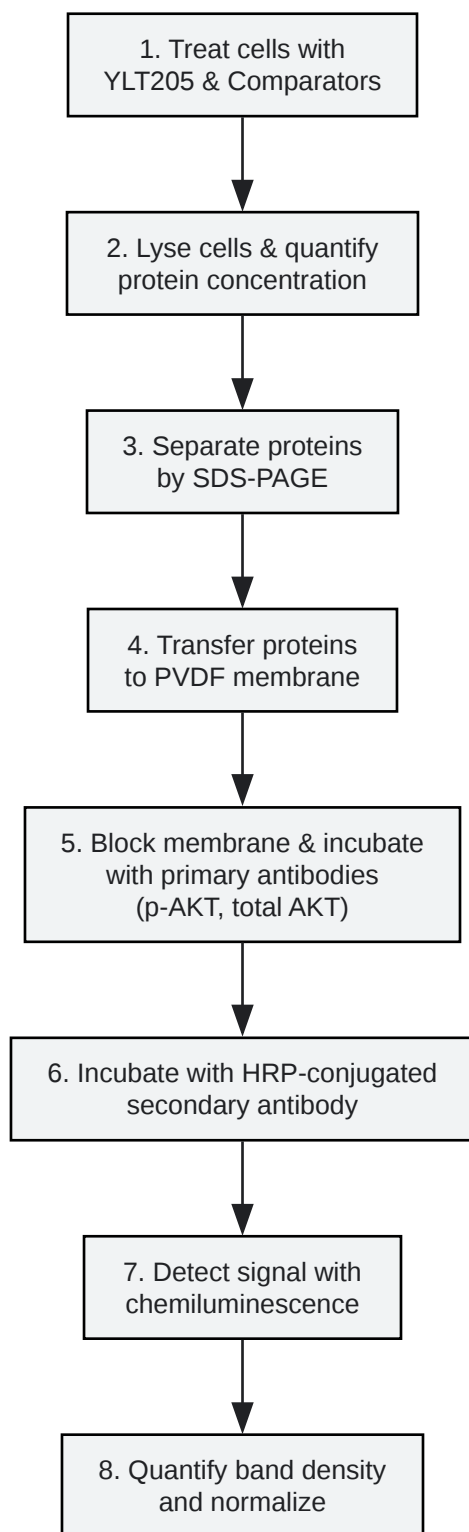 1. Treat cells with
YLT205 & Comparators
2. Lyse cells & quantify
protein concentration
3. Separate proteins
by SDS-PAGE
4. Transfer proteins
to PVDF membrane
5. Block membrane & incubate
with primary antibodies
(p-AKT, total AKT)
6. Incubate with HRP-conjugated
secondary antibody
7. Detect signal with
chemiluminescence
8. Quantify band density
and normalize